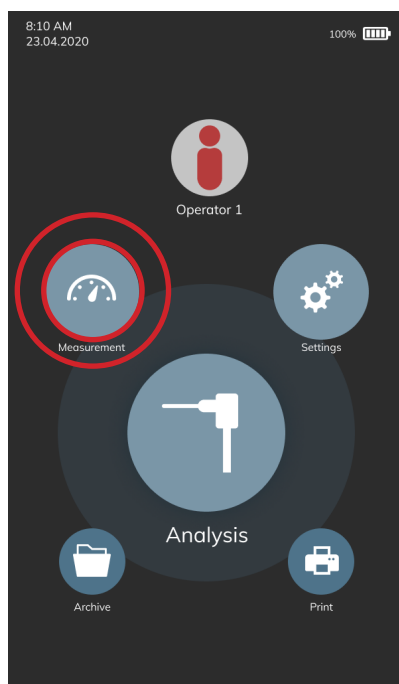 8:10 AM
23.04.2020
100%
Operator 1
Measurement
Settings
Analysis
Archive
Print